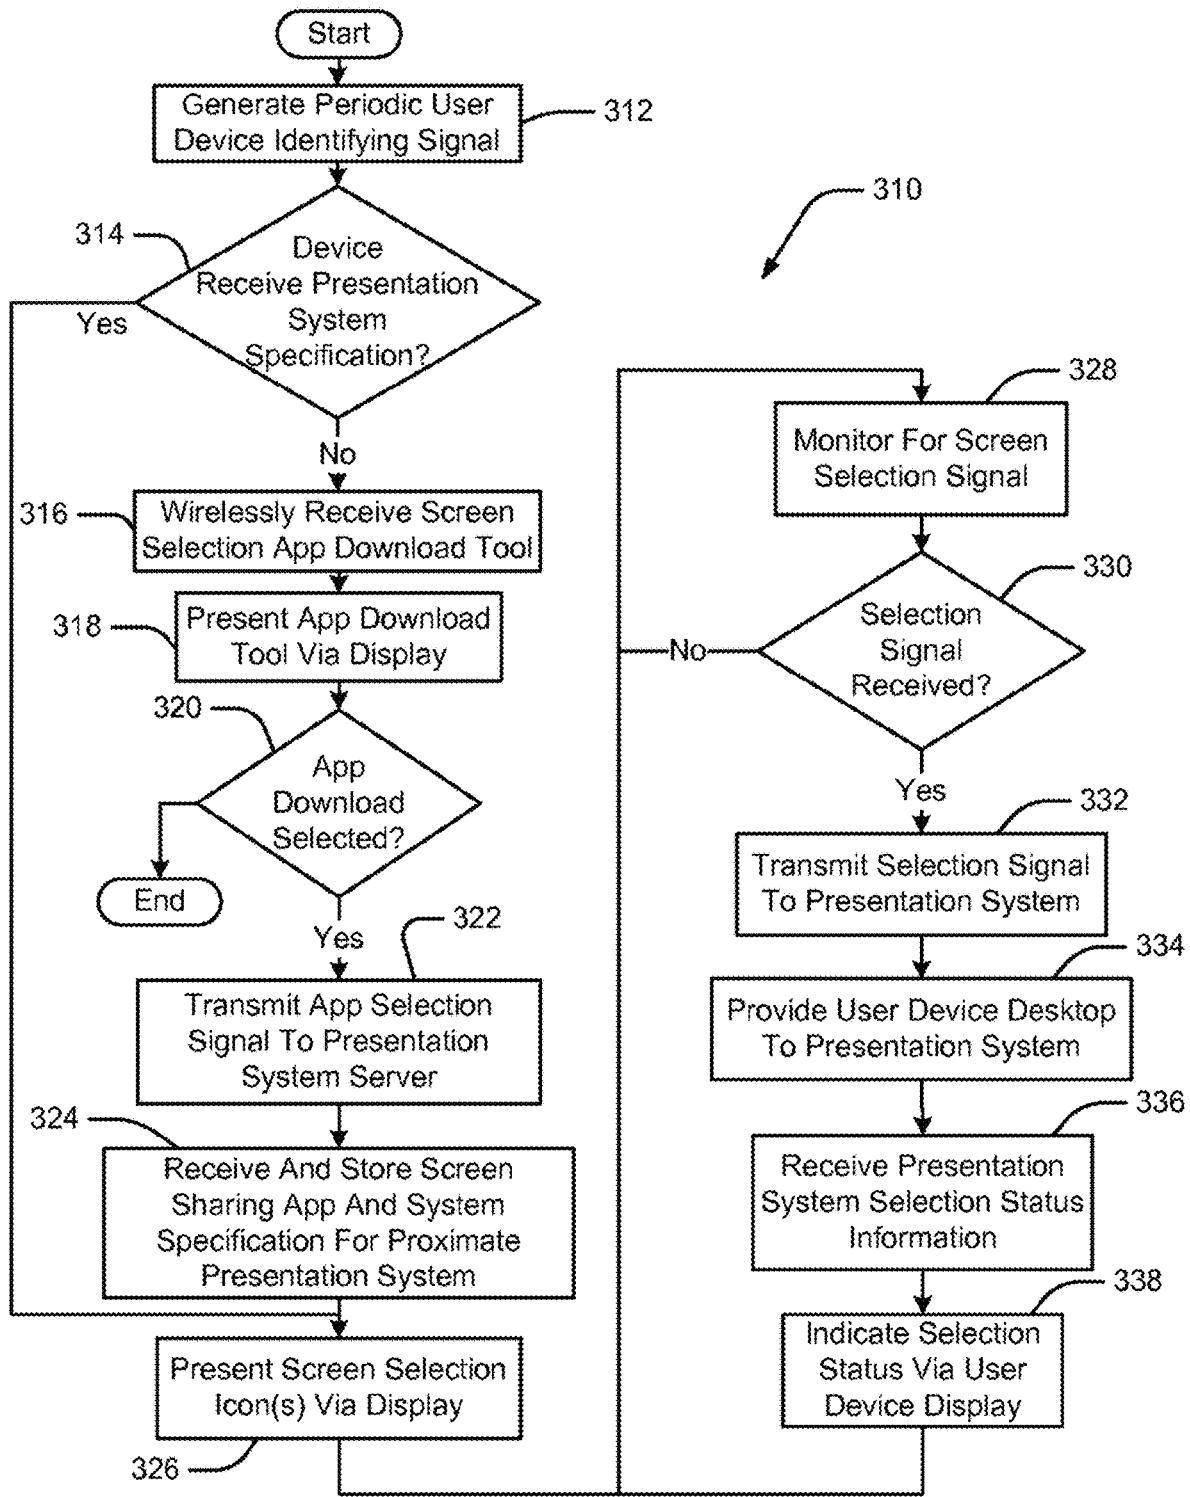 Start
Generate Periodic User
Device Identifying Signal
312
310
314
Device
Receive Presentation
System
Specification?
Yes
No
316
Wirelessly Receive Screen
Selection App Download Tool
318
Present App Download
Tool Via Display
320
App
Download
Selected?
End
Yes
322
Transmit App Selection
Signal To Presentation
System Server
324
Receive And Store Screen
Sharing App And System
Specification For Proximate
Presentation System
Present Screen Selection
Icon(s) Via Display
326
328
Monitor For Screen
Selection Signal
330
Selection
Signal
Received?
No
Yes
332
Transmit Selection Signal
To Presentation System
334
Provide User Device Desktop
To Presentation System
336
Receive Presentation
System Selection Status
Information
338
Indicate Selection
Status Via User
Device Display